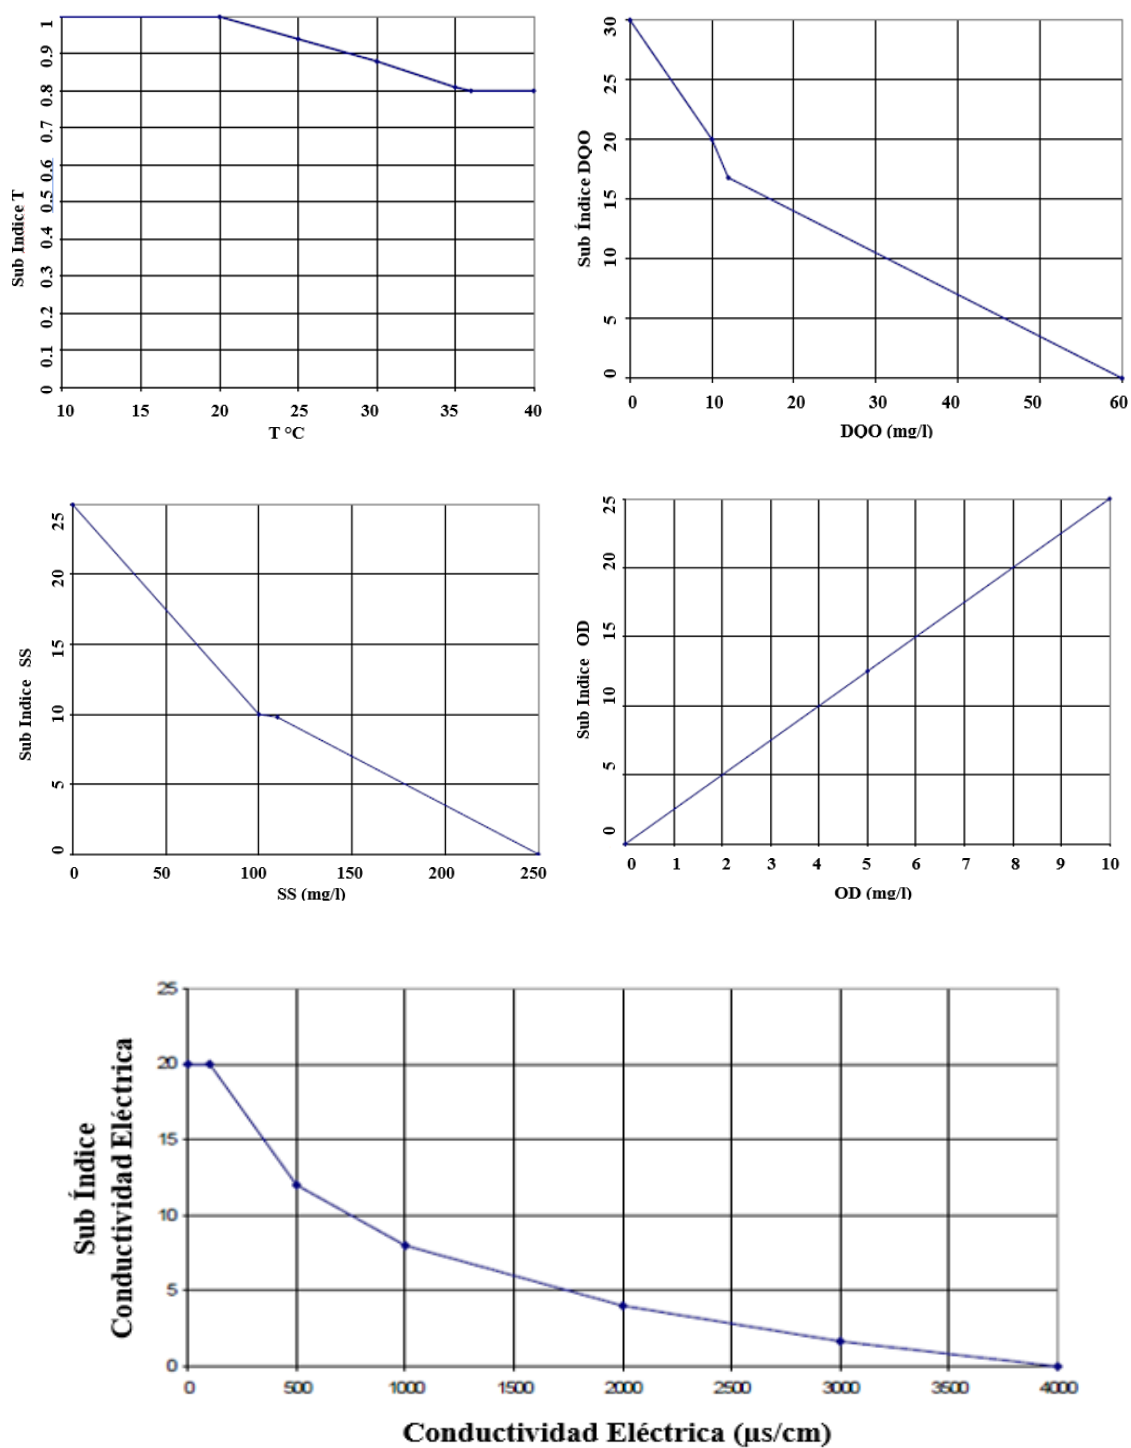 Sub Indice T
1
0.9
0.8
0.7
0.6
0.5
0.4
0.3
0.2
0.1
0
10 15 20 25 30 35 40
T °C
Sub Índice DQO
30
25
20
15
10
5
0
0 10 20 30 40 50 60
DQO (mg/l)
Sub Indice SS
25
20
15
10
5
0
0 50 100 150 200 250
SS (mg/l)
Sub Indice OD
25
20
15
10
5
0
0 1 2 3 4 5 6 7 8 9 10
OD (mg/l)
Sub Índice
Conductividad Eléctrica
25
20
15
10
5
0
0 500 1000 1500 2000 2500 3000 3500 4000
Conductividad Eléctrica (µs/cm)